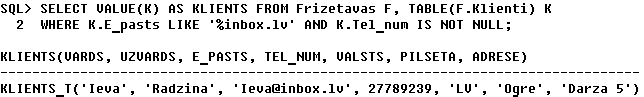 SQL> SELECT VALUE(K) AS KLIENTS FROM Frizetavas F, TABLE(F.Klienti) K
2 WHERE K.E_pasts LIKE '%inbox.lv' AND K.Tel_num IS NOT NULL;
KLIENTS(VARDS, UZVARDS, E_PASTS, TEL_NUM, VALSTS, PILSETA, ADRESE)
--------------------------------------------------------------------------------
KLIENTS_T('Ieva', 'Radzina', 'Ieva@inbox.lv', 27789239, 'LV', 'Ogre', 'Darza 5')